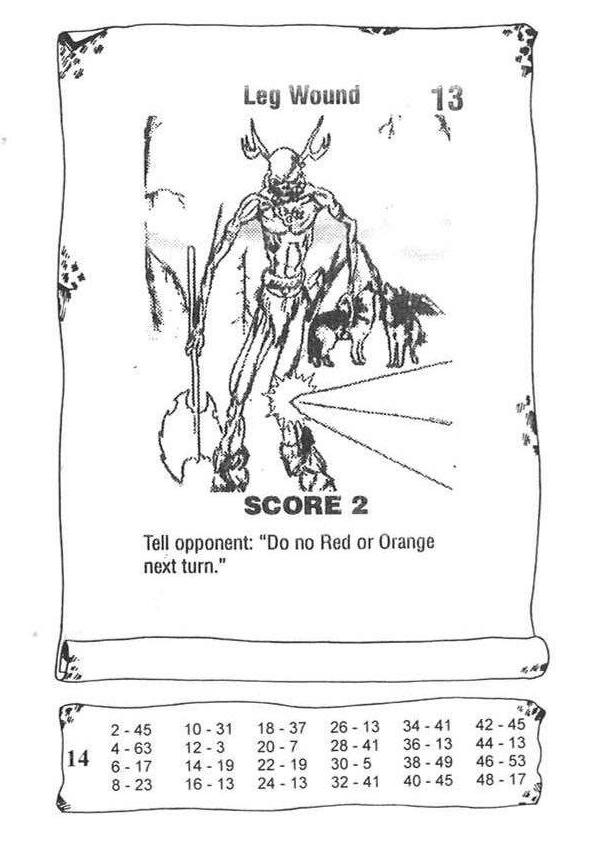 Leg Wound 13
SCORE 2
Tell opponent: "Do no Red or Orange
next turn."
14
2 - 45 10 - 31 18 - 37 26 - 13 34 - 41 42 - 45
4 - 63 12 - 3 20 - 7 28 - 41 36 - 13 44 - 13
6 - 17 14 - 19 22 - 19 30 - 5 38 - 49 46 - 53
8 - 23 16 - 13 24 - 13 32 - 41 40 - 45 48 - 17